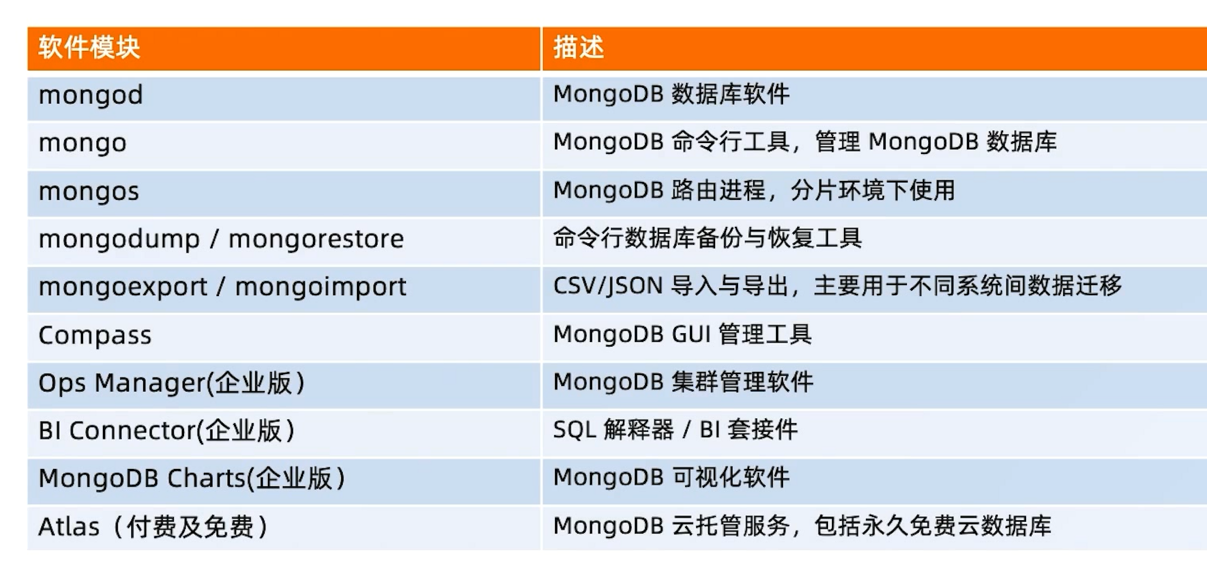 软件模块 描述
mongod MongoDB 数据库软件
mongo MongoDB 命令行工具，管理 MongoDB 数据库
mongos MongoDB 路由进程，分片环境下使用
mongodump / mongorestore 命令行数据库备份与恢复工具
mongoexport / mongoimport CSV/JSON 导入与导出，主要用于不同系统间数据迁移
Compass MongoDB GUI 管理工具
Ops Manager(企业版） MongoDB 集群管理软件
BI Connector(企业版） SQL 解释器 / BI 套接件
MongoDB Charts(企业版） MongoDB 可视化软件
Atlas（付费及免费） MongoDB 云托管服务，包括永久免费云数据库